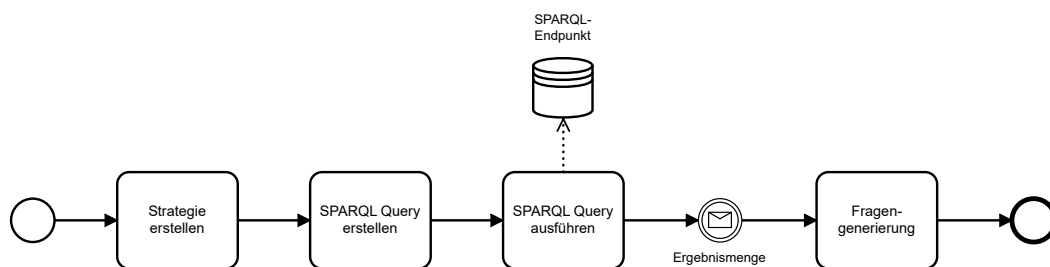 SPARQL-
Endpunkt
Strategie
erstellen
SPARQL Query
erstellen
SPARQL Query
ausführen
Ergebnismenge
Fragen-
generierung